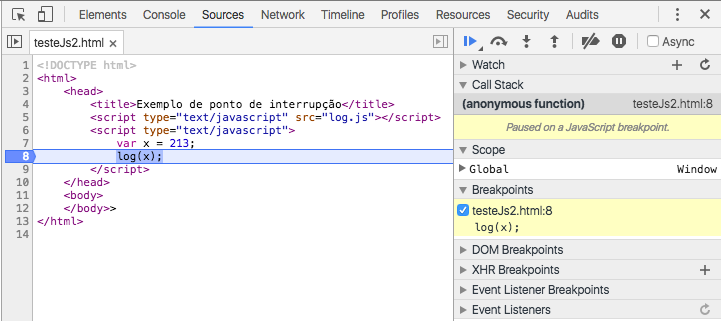 Elements Console Sources Network Timeline Profiles Resources Security Audits
testeJs2.html ×
Async
1 <!DOCTYPE html>
2 <html>
3 <head>
4 <title>Exemplo de ponto de interrupção</title>
5 <script type="text/javascript" src="log.js"></script>
6 <script type="text/javascript">
7 var x = 213;
8 log(x);
9 </script>
10 </head>
11 <body>
12 </body>>
13 </html>
14
Watch
Call Stack
(anonymous function) testeJs2.html:8
Paused on a JavaScript breakpoint.
Scope
Global Window
Breakpoints
testeJs2.html:8
log(x);
DOM Breakpoints
XHR Breakpoints
Event Listener Breakpoints
Event Listeners